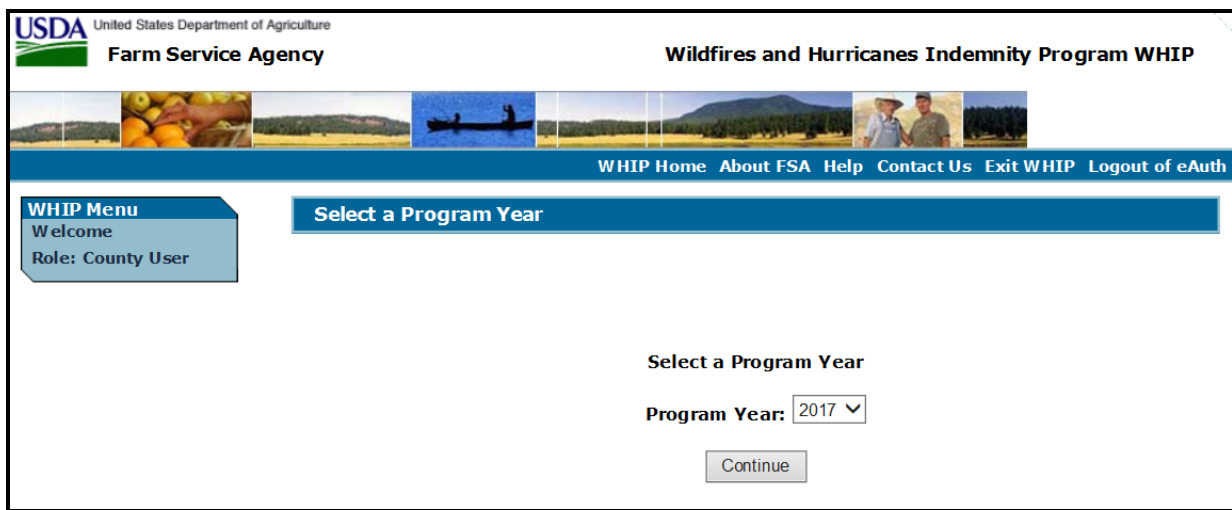 USDA United States Department of Agriculture
Farm Service Agency
Wildfires and Hurricanes Indemnity Program WHIP
WHIP Home About FSA Help Contact Us Exit WHIP Logout of eAuth
WHIP Menu
Welcome
Role: County User
Select a Program Year
Select a Program Year
Program Year: 2017
Continue